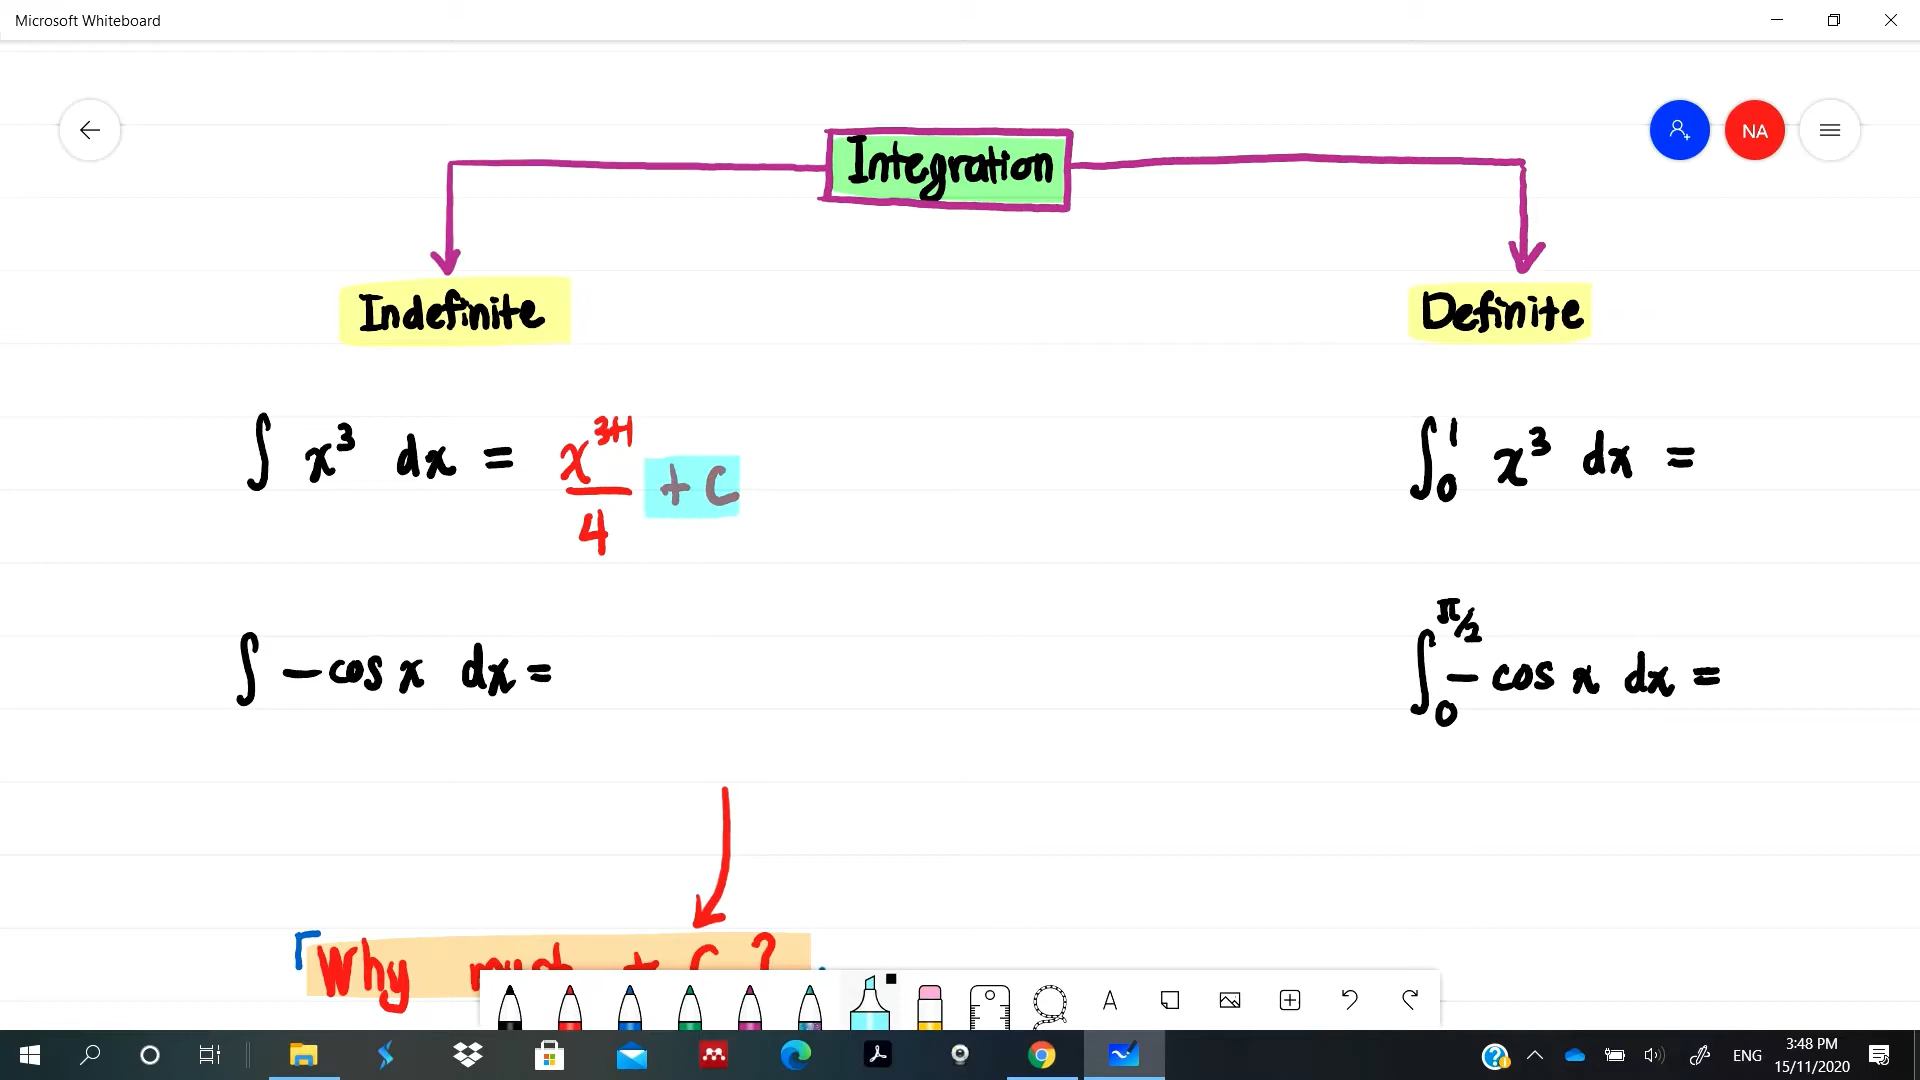 Microsoft Whiteboard
NA
Integration
Indefinite
Definite
∫ x³ dx = x³⁺¹/4 + C
∫₀¹ x³ dx =
∫ - cos x dx =
∫₀^π/2 - cos x dx =
Why must + C ?
ENG
3:48 PM
15/11/2020